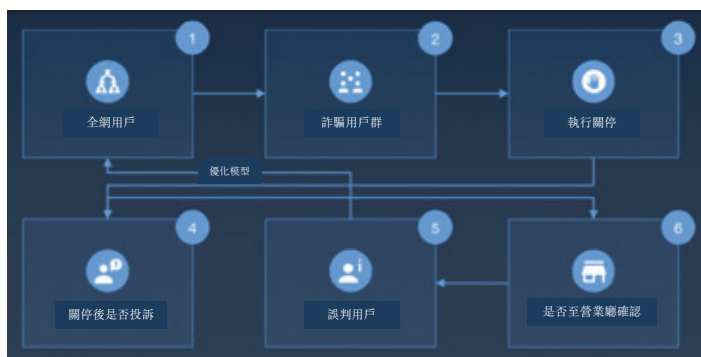 1
全網用戶
2
詐騙用戶群
3
執行關停
優化模型
4
關停後是否投訴
5
誤判用戶
6
是否至營業廳確認